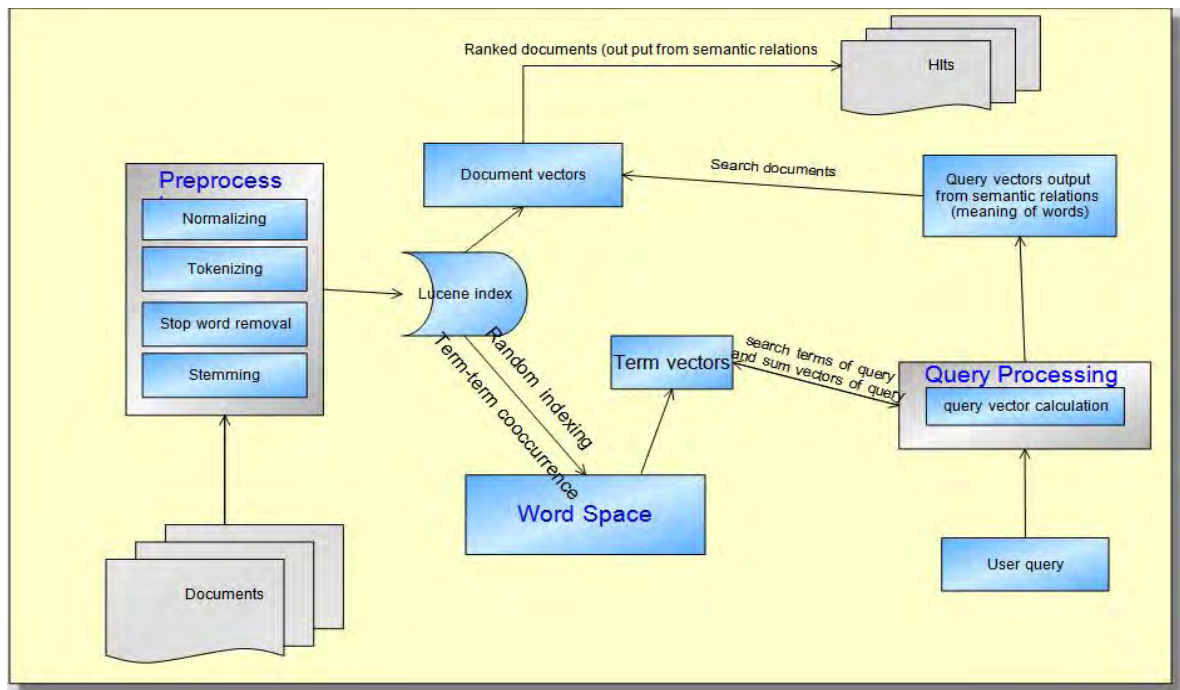 Ranked documents (out put from semantic relations
HIts
Preprocess
Normalizing
Tokenizing
Stop word removal
Stemming
Document vectors
Search documents
Query vectors output
from semantic relations
(meaning of words)
Lucene index
Random indexing
Term-term cooccurrence
Term vectors
search terms of query
and sum vectors of query
Query Processing
query vector calculation
Word Space
User query
Documents